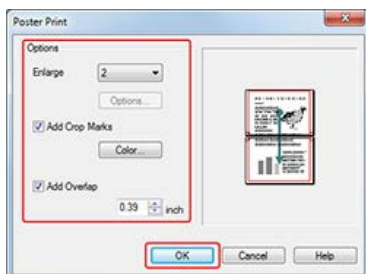 Poster Print
Options
Enlarge 2
Options...
Add Crop Marks
Color...
Add Overlap
0.39 inch
OK Cancel Help